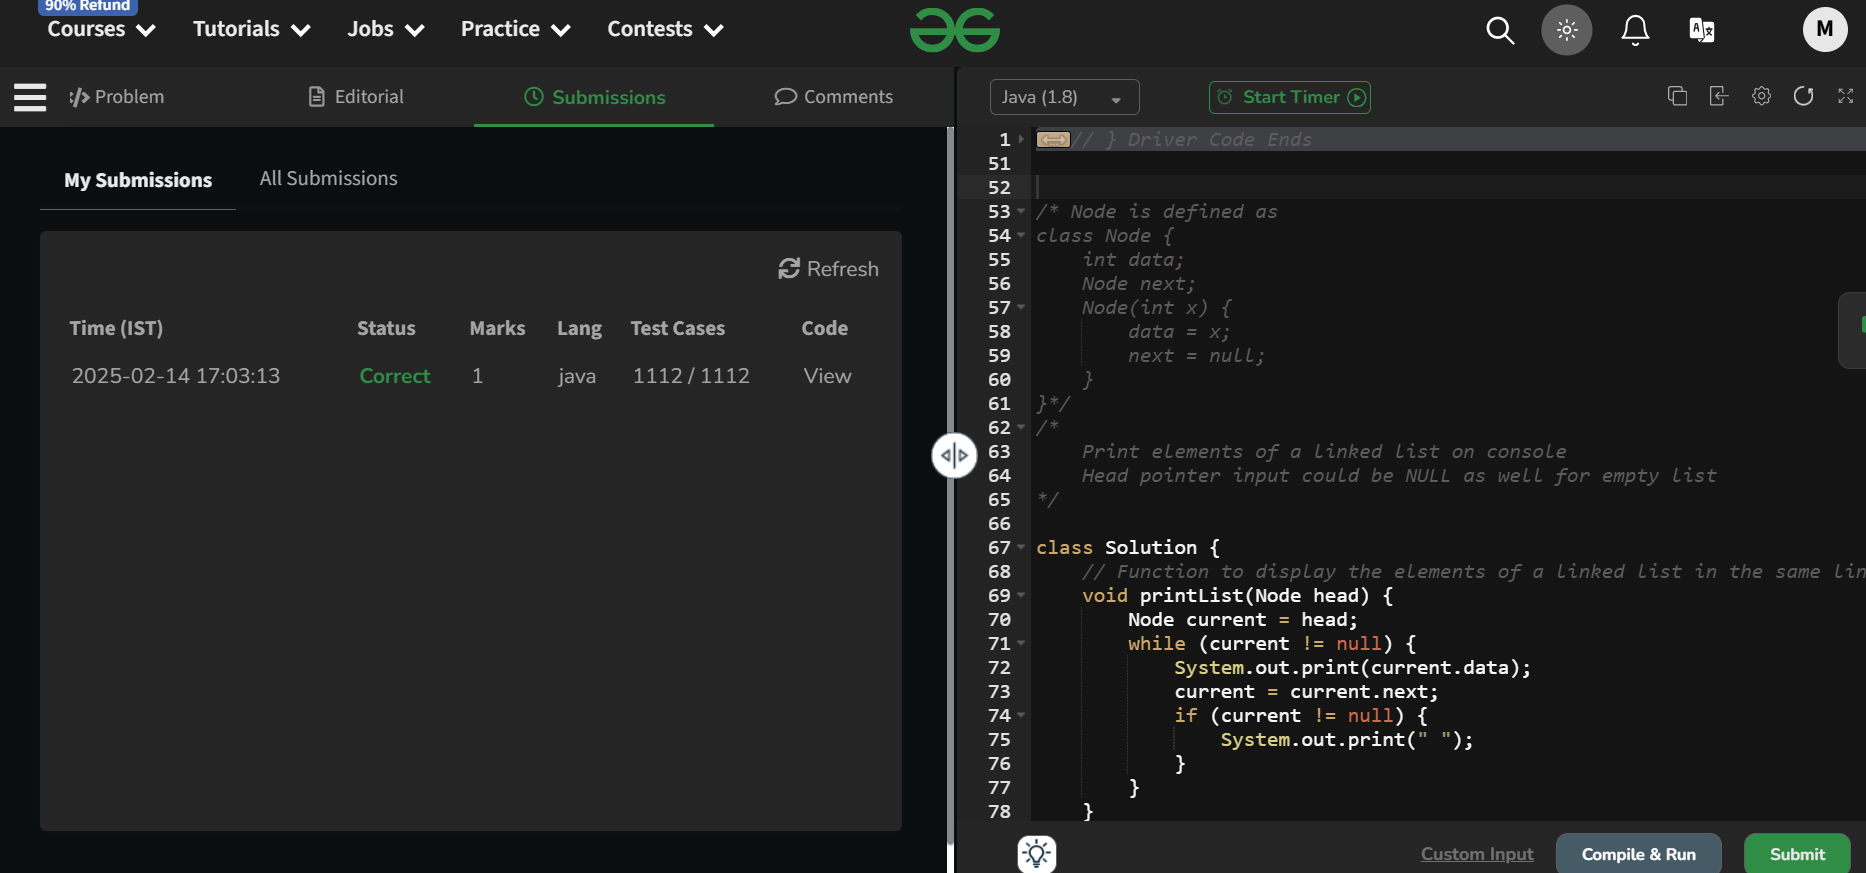 90% Refund
Courses Tutorials Jobs Practice Contests M
Problem Editorial Submissions Comments
Java (1.8) Start Timer
My Submissions All Submissions
Refresh
Time (IST) Status Marks Lang Test Cases Code
2025-02-14 17:03:13 Correct 1 java 1112 / 1112 View
1 // } Driver Code Ends
51
52
53 /* Node is defined as
54 class Node {
55     int data;
56     Node next;
57     Node(int x) {
58         data = x;
59         next = null;
60     }
61 }*/
62 /*
63     Print elements of a linked list on console
64     Head pointer input could be NULL as well for empty list
65 */
66
67 class Solution {
68     // Function to display the elements of a linked list in the same lin
69     void printList(Node head) {
70         Node current = head;
71         while (current != null) {
72             System.out.print(current.data);
73             current = current.next;
74             if (current != null) {
75                 System.out.print(" ");
76             }
77         }
78     }
Custom Input Compile & Run Submit